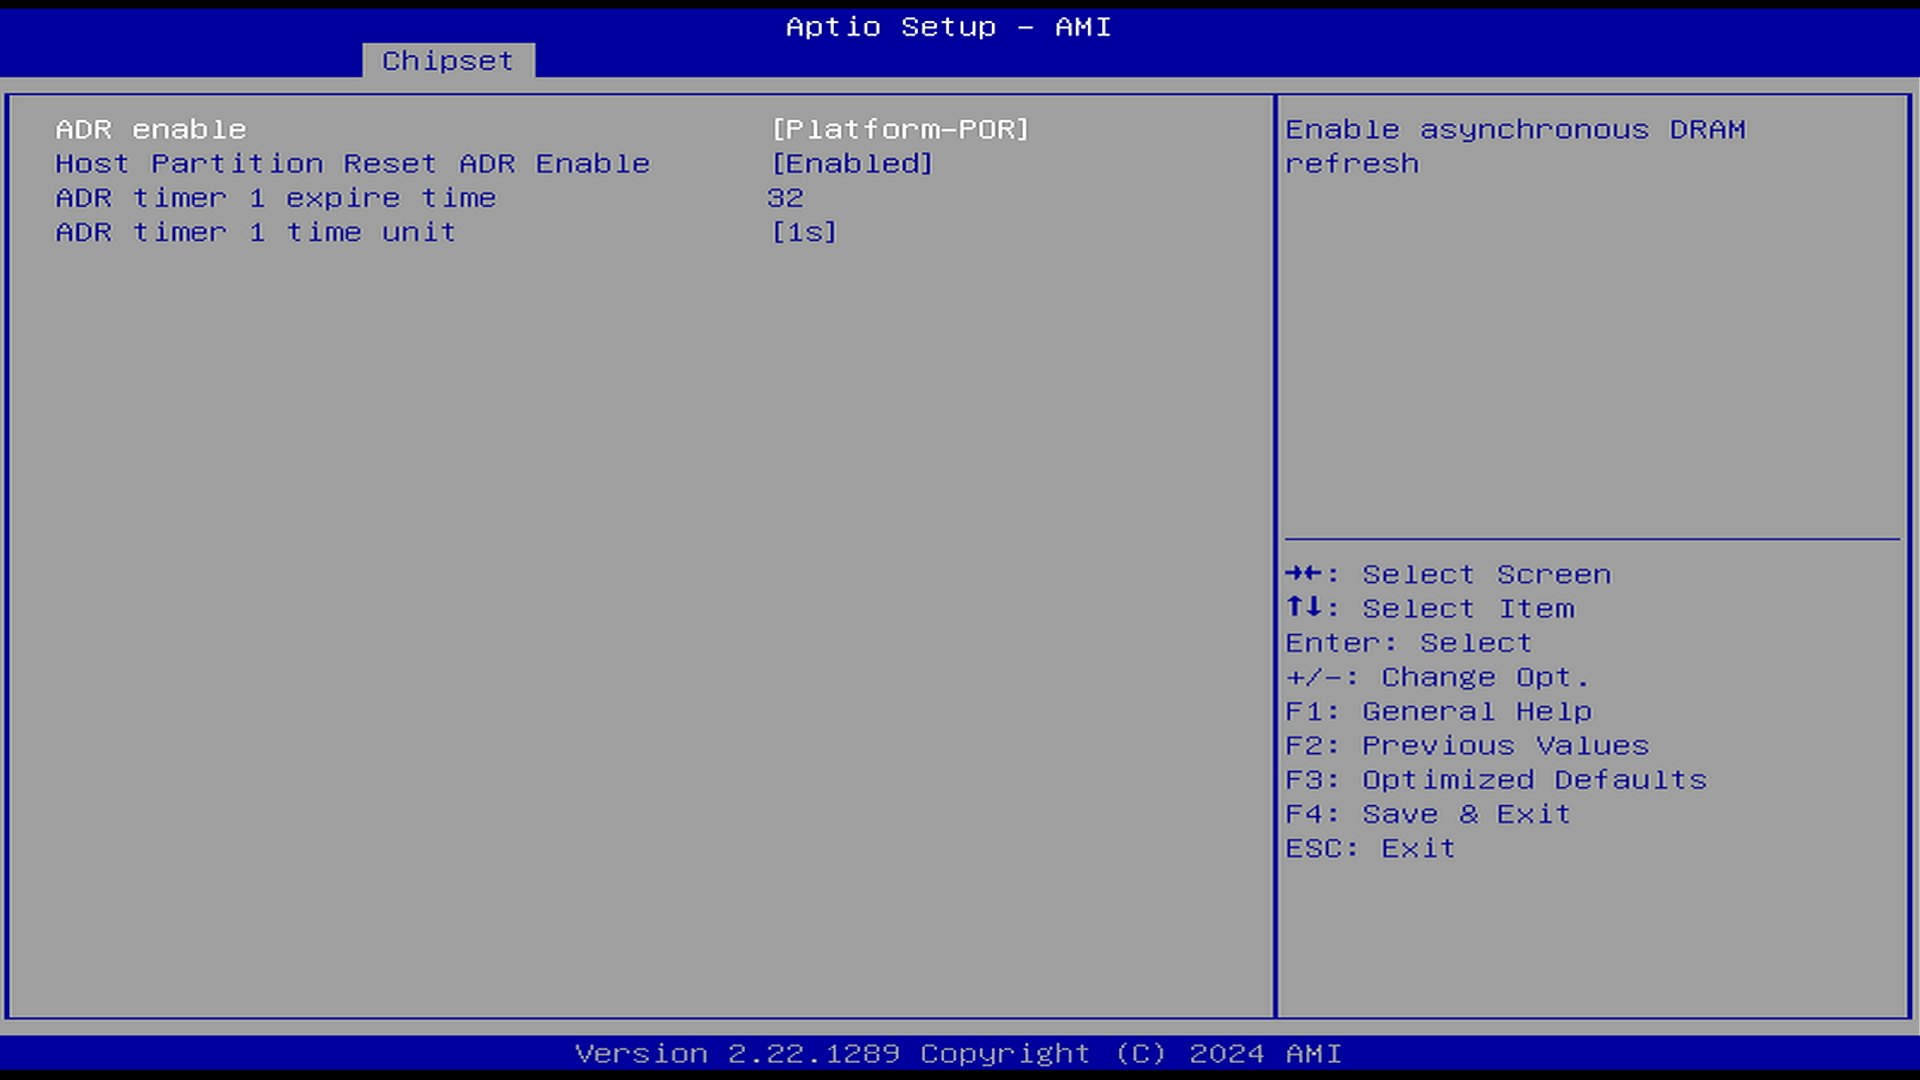 Aptio Setup - AMI
Chipset
ADR enable [Platform-POR]
Host Partition Reset ADR Enable [Enabled]
ADR timer 1 expire time 32
ADR timer 1 time unit [1s]
Enable asynchronous DRAM
refresh
→←: Select Screen
↑↓: Select Item
Enter: Select
+/-: Change Opt.
F1: General Help
F2: Previous Values
F3: Optimized Defaults
F4: Save & Exit
ESC: Exit
Version 2.22.1289 Copyright (C) 2024 AMI